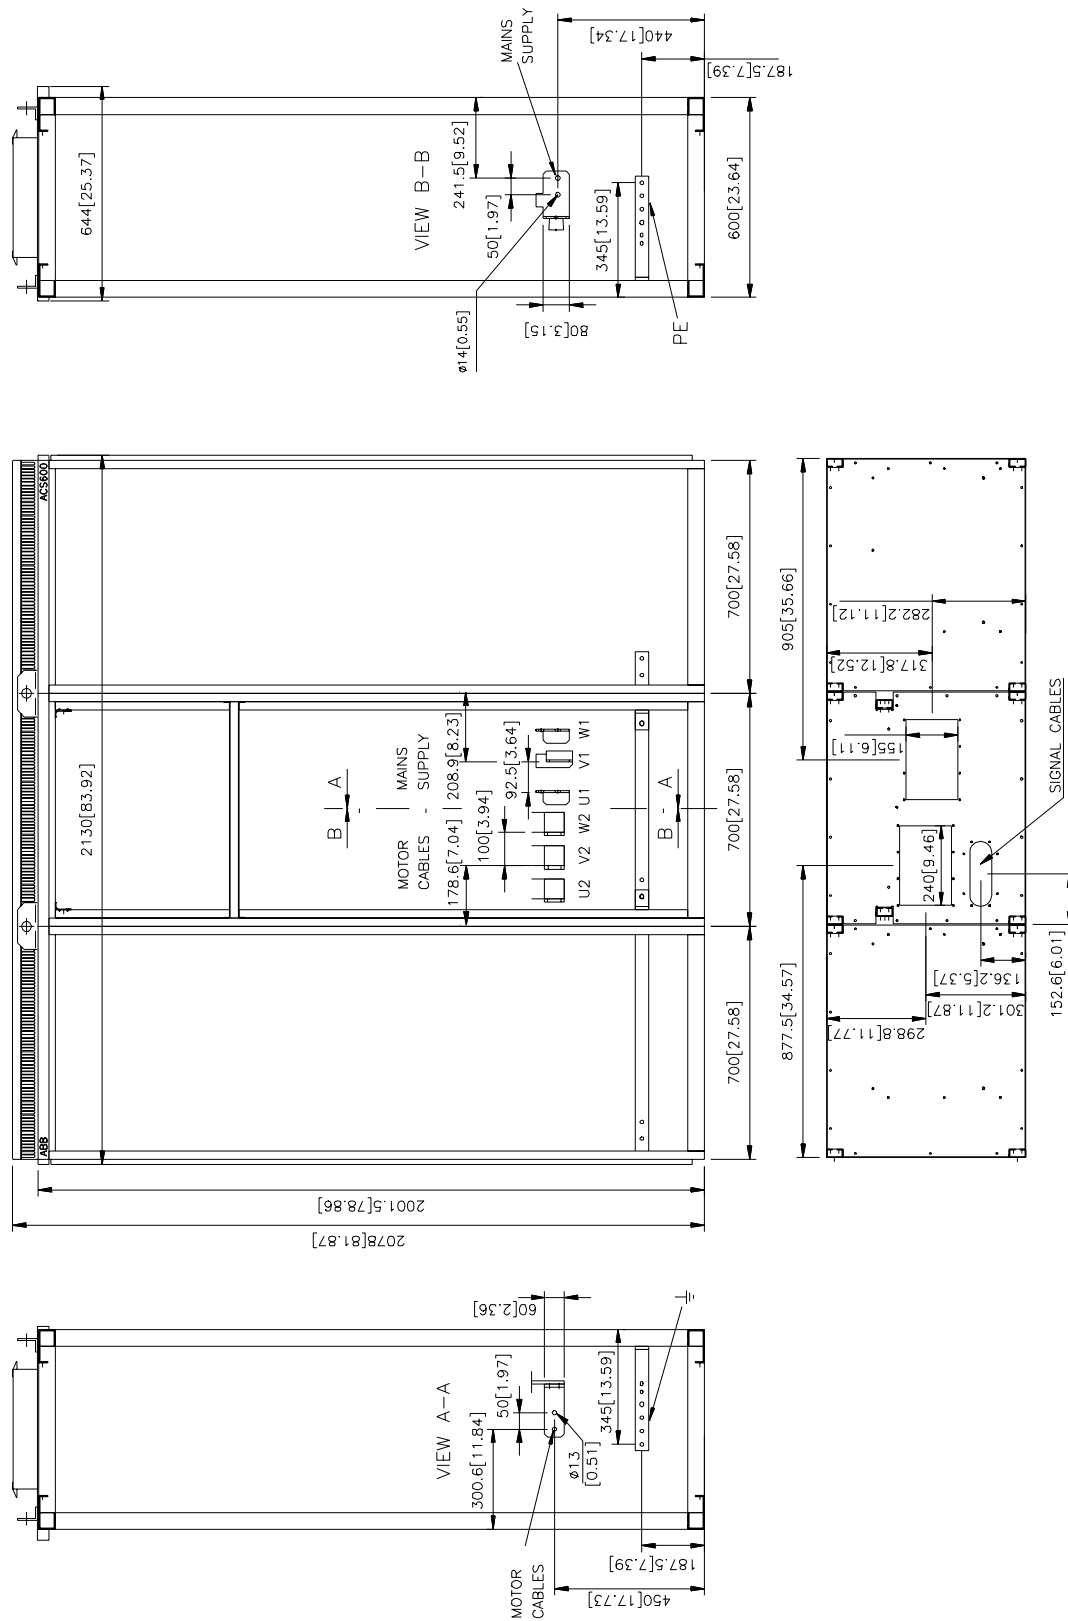 440[17.34]
MAINS
SUPPLY
187.5[7.39]
644[25.37]
VIEW B-B
241.5[9.52]
50[1.97]
345[13.59]
600[23.64]
ø14[0.55]
80[3.15]
PE
ACS600
2130[83.92]
B
A
MOTOR
CABLES
-
MAINS
SUPPLY
178.6[7.04]
208.9[8.23]
100[3.94]
92.5[3.64]
U2 V2 W2 U1 V1 W1
B
-
A
700[27.58]
700[27.58]
700[27.58]
ABB
2001.5[78.86]
2078[81.87]
905[35.66]
282.2[11.12]
317.8[12.52]
155[6.11]
SIGNAL CABLES
240[9.46]
877.5[34.57]
136.2[5.37]
301.2[11.87]
298.8[11.77]
152.6[6.01]
60[2.36]
VIEW A-A
50[1.97]
300.6[11.84]
345[13.59]
ø13
[0.51]
187.5[7.39]
MOTOR
CABLES
450[17.73]